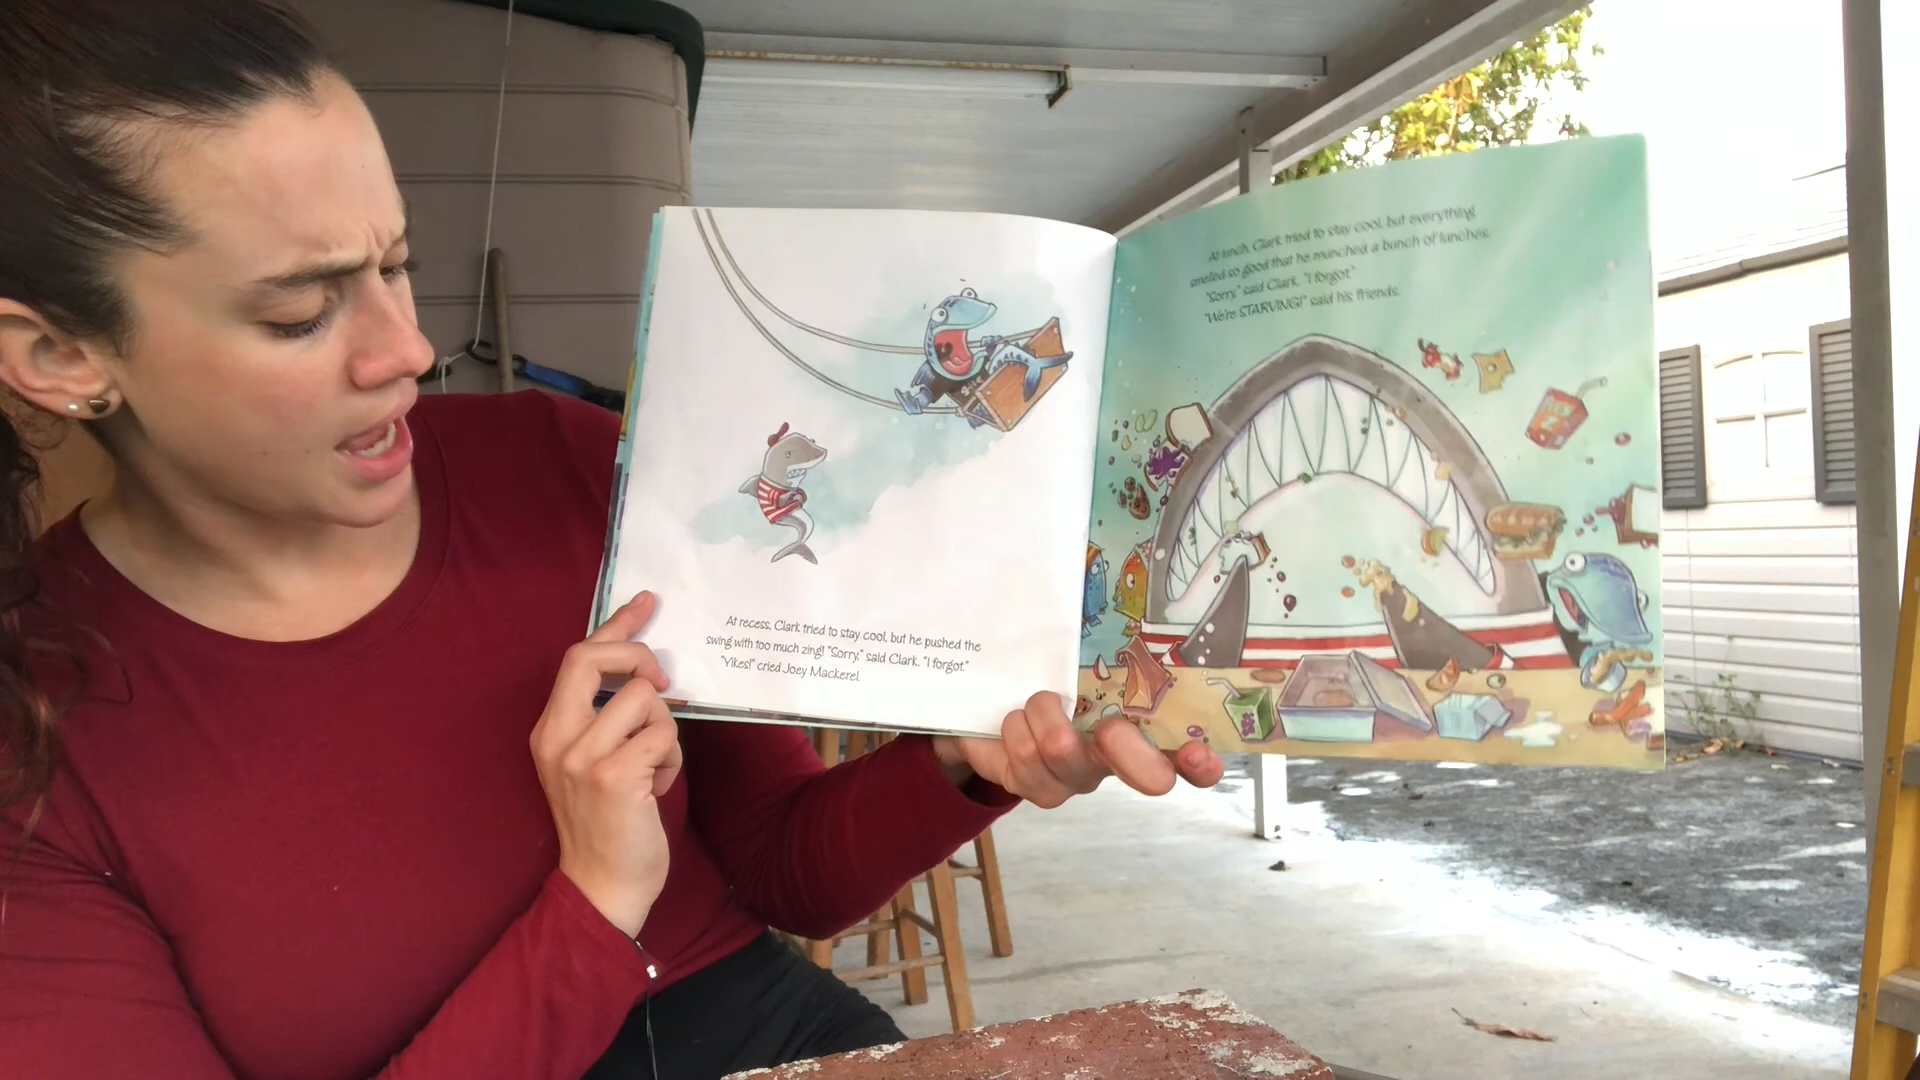 At recess, Clark tried to stay cool, but he pushed the
swing with too much zing! "Sorry," said Clark. "I forgot."
"Yikes!" cried Joey Mackerel.
At lunch, Clark tried to stay cool, but everything
smelled so good that he munched a bunch of lunches.
"Sorry," said Clark. "I forgot."
"We're STARVING!" said his friends.